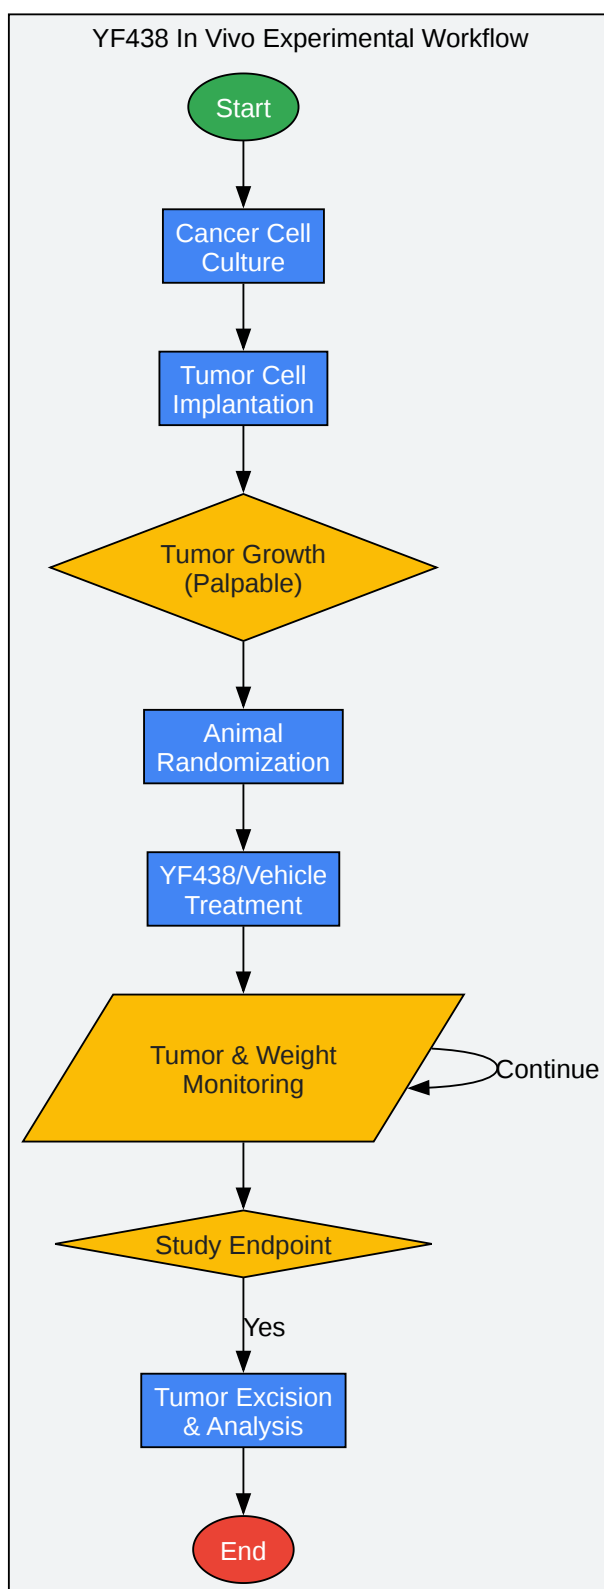 YF438 In Vivo Experimental Workflow
Start
Cancer Cell
Culture
Tumor Cell
Implantation
Tumor Growth
(Palpable)
Animal
Randomization
YF438/Vehicle
Treatment
Tumor & Weight
Monitoring
Continue
Study Endpoint
Yes
Tumor Excision
& Analysis
End